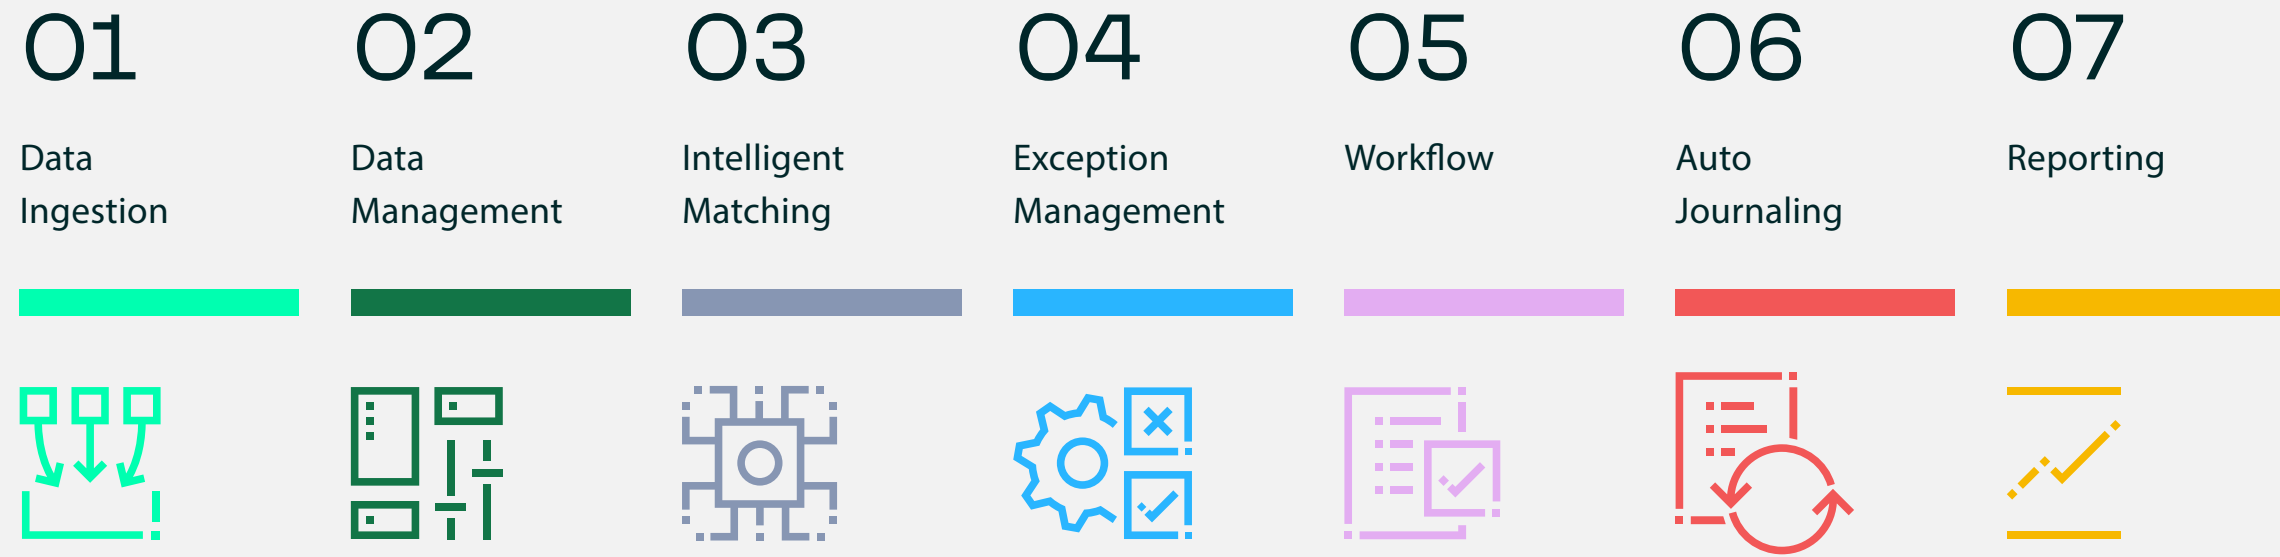 01
Data
Ingestion
02
Data
Management
03
Intelligent
Matching
04
Exception
Management
05
Workflow
06
Auto
Journaling
07
Reporting